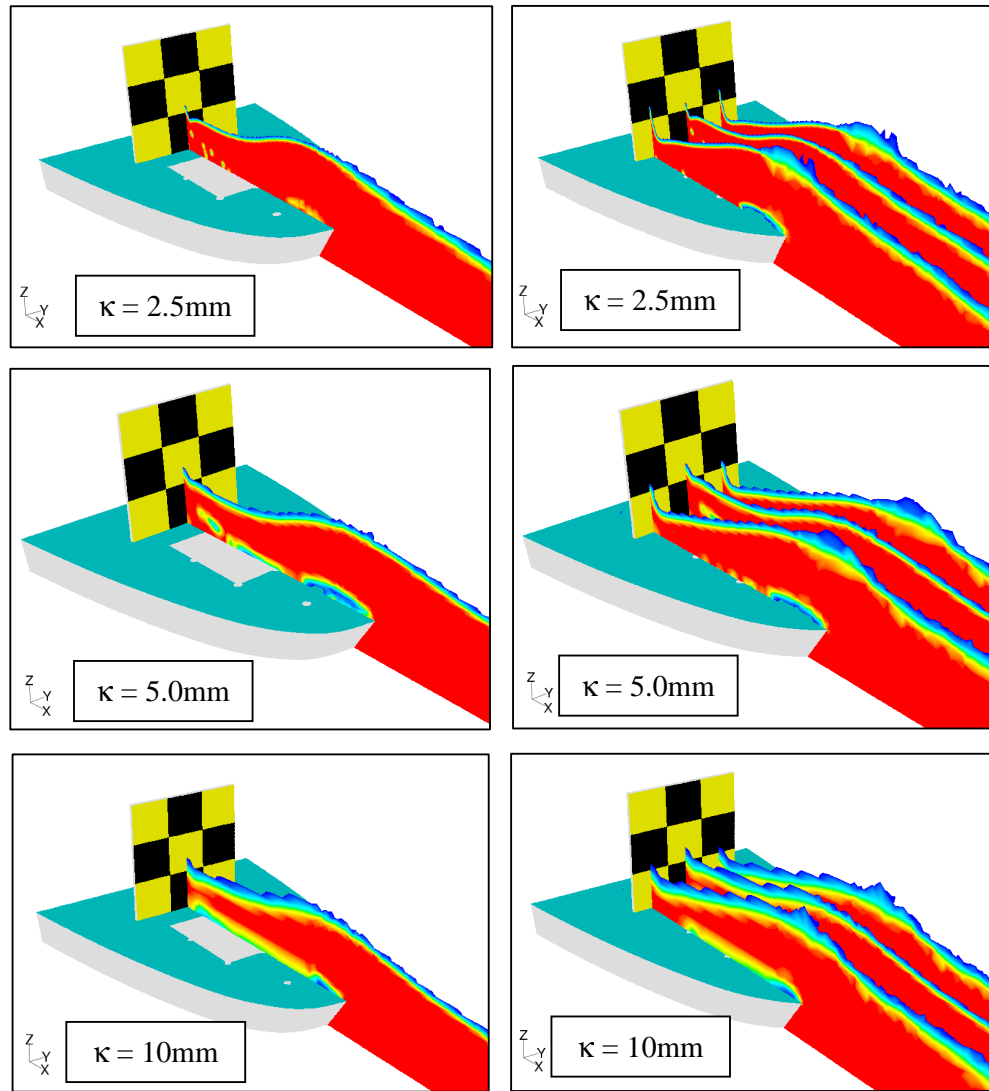 Z
Y
X
κ = 2.5mm
Z
Y
X
κ = 2.5mm
Z
Y
X
κ = 5.0mm
Z
Y
X
κ = 5.0mm
Z
Y
X
κ = 10mm
Z
Y
X
κ = 10mm